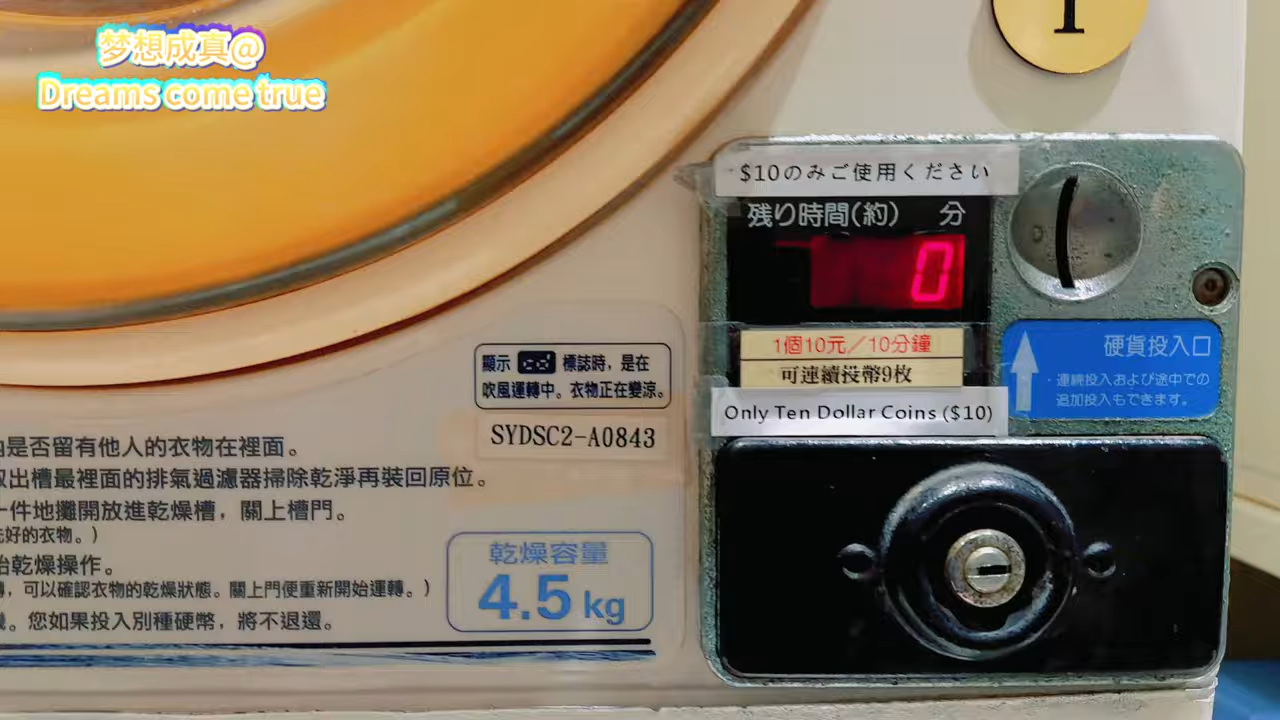 梦想成真@
Dreams come true
1
$10のみご使用ください
残り時間(約) 分
0
1個10元／10分鐘
可連續投幣9枚
Only Ten Dollar Coins ($10)
硬貨投入口
・連続投入および途中での
追加投入もできます。
顯示 標誌時，是在
吹風運轉中。衣物正在變涼。
SYDSC2-A0843
是否留有他人的衣物在裡面。
出槽最裡面的排氣過濾器掃除乾淨再裝回原位。
件地攤開放進乾燥槽，關上槽門。
好的衣物。）
乾燥操作。
，可以確認衣物的乾燥狀態。關上門便重新開始運轉。）
。您如果投入別種硬幣，將不退還。
乾燥容量
4.5 kg